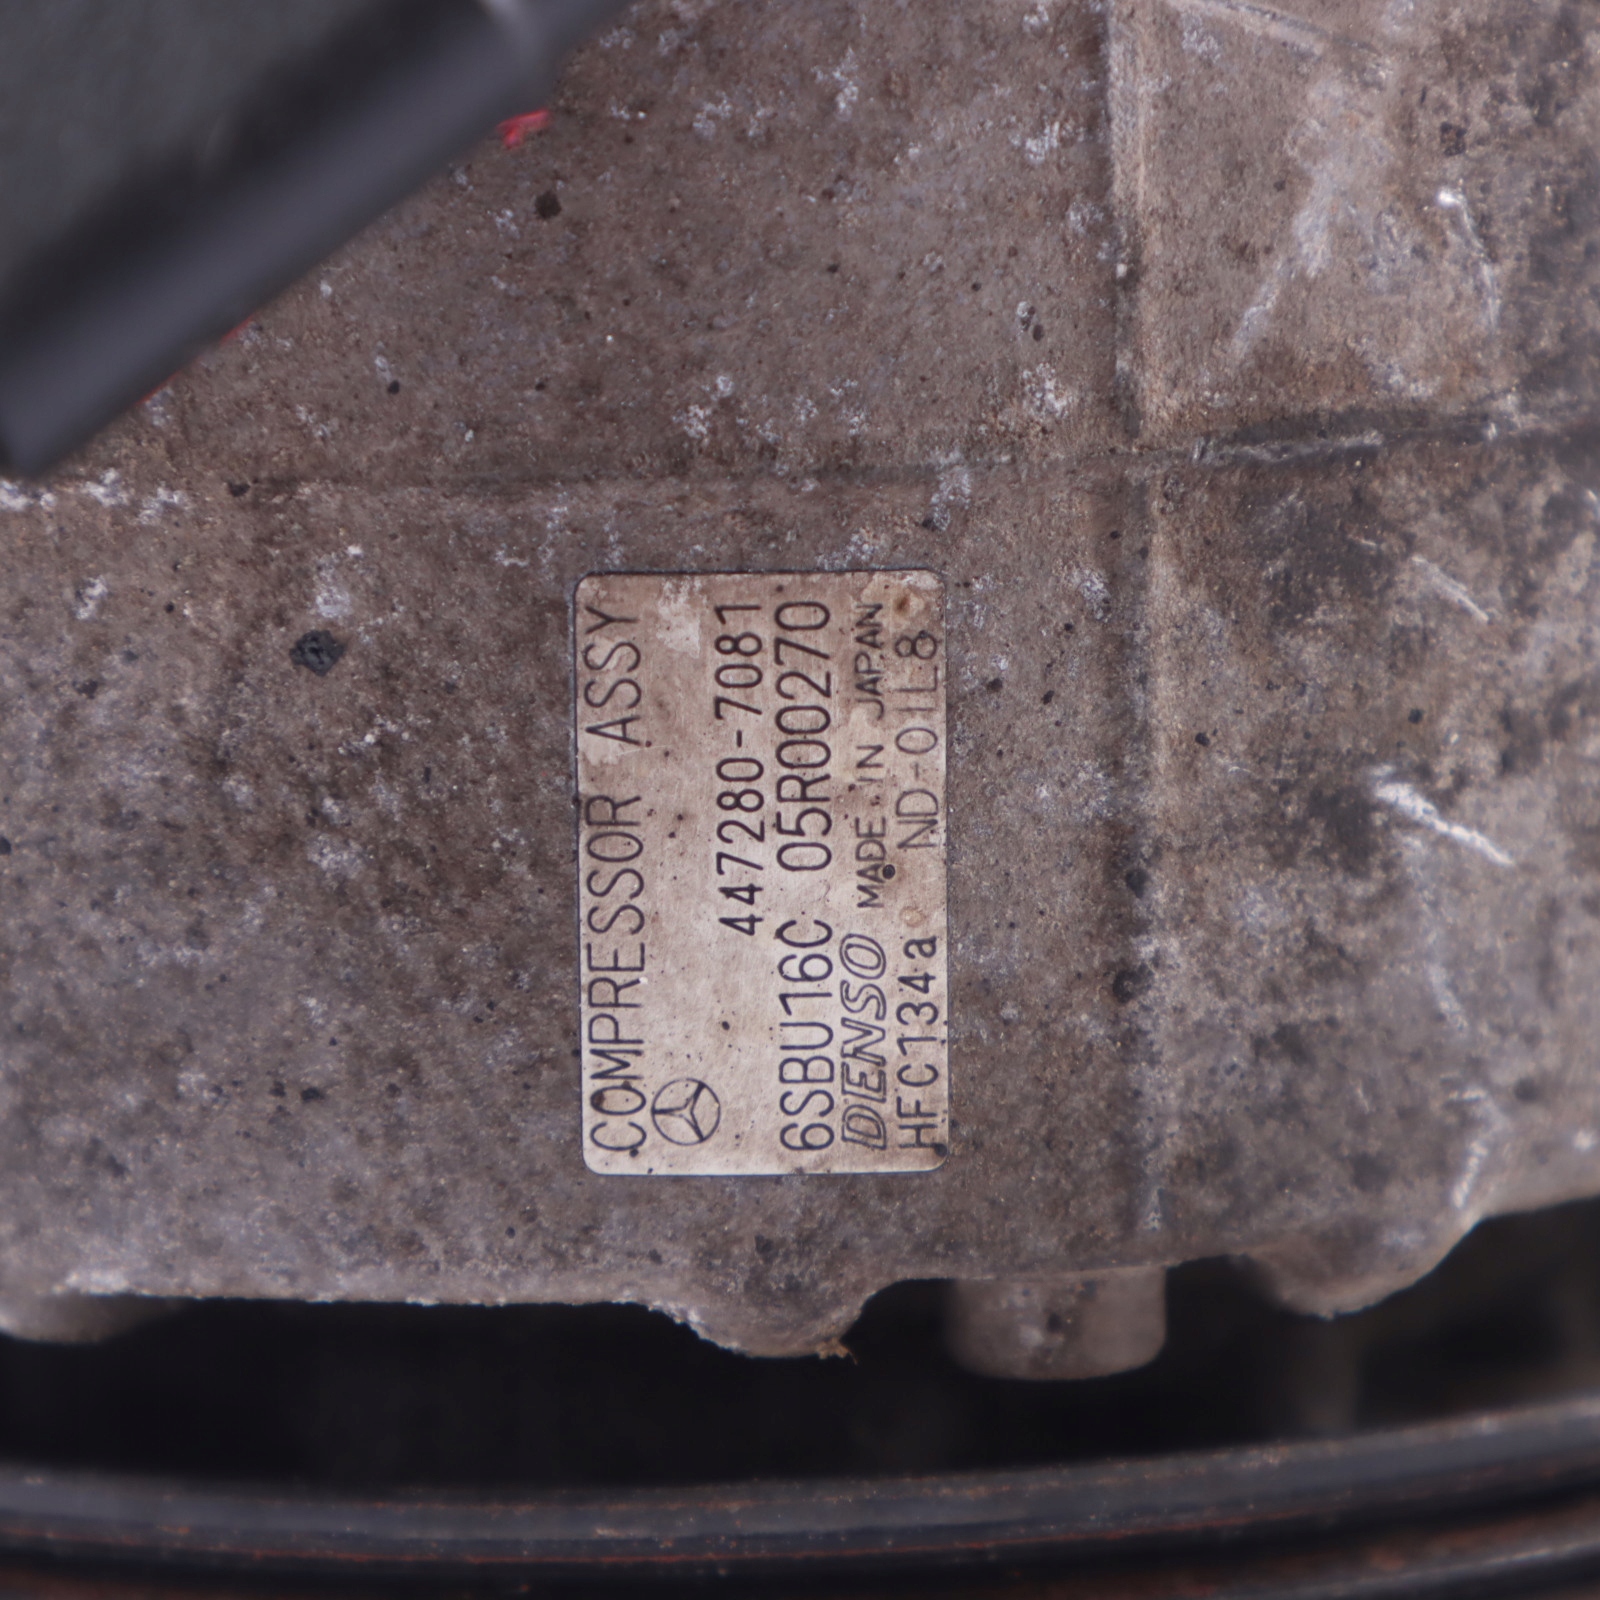 COMPRESSOR ASSY
447280-7081
6SBU16C 05R00270
DENSO MADE IN JAPAN
HFC134a ND-OIL8